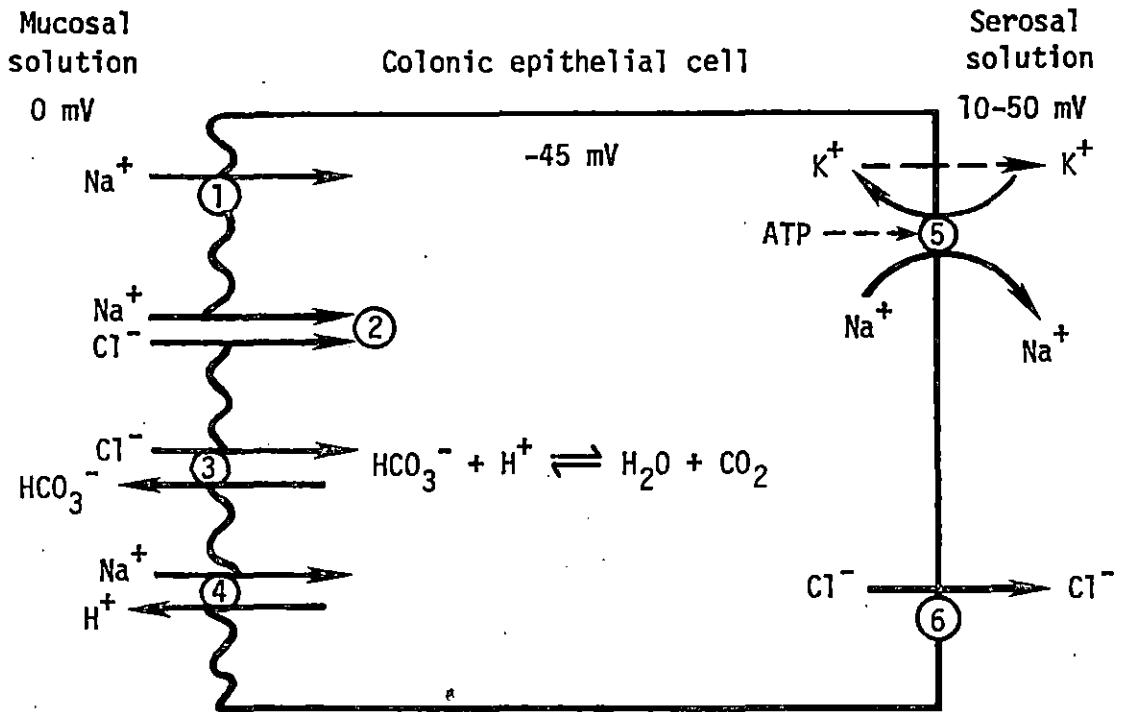 Mucosal solution
0 mV
Colonic epithelial cell
Serosal solution
10-50 mV
-45 mV
Na⁺
1
K⁺
K⁺
ATP
5
Na⁺
Na⁺
Na⁺
Cl⁻
2
Cl⁻
HCO₃⁻
3
HCO₃⁻ + H⁺ ⇌ H₂O + CO₂
Na⁺
H⁺
4
Cl⁻
Cl⁻
6